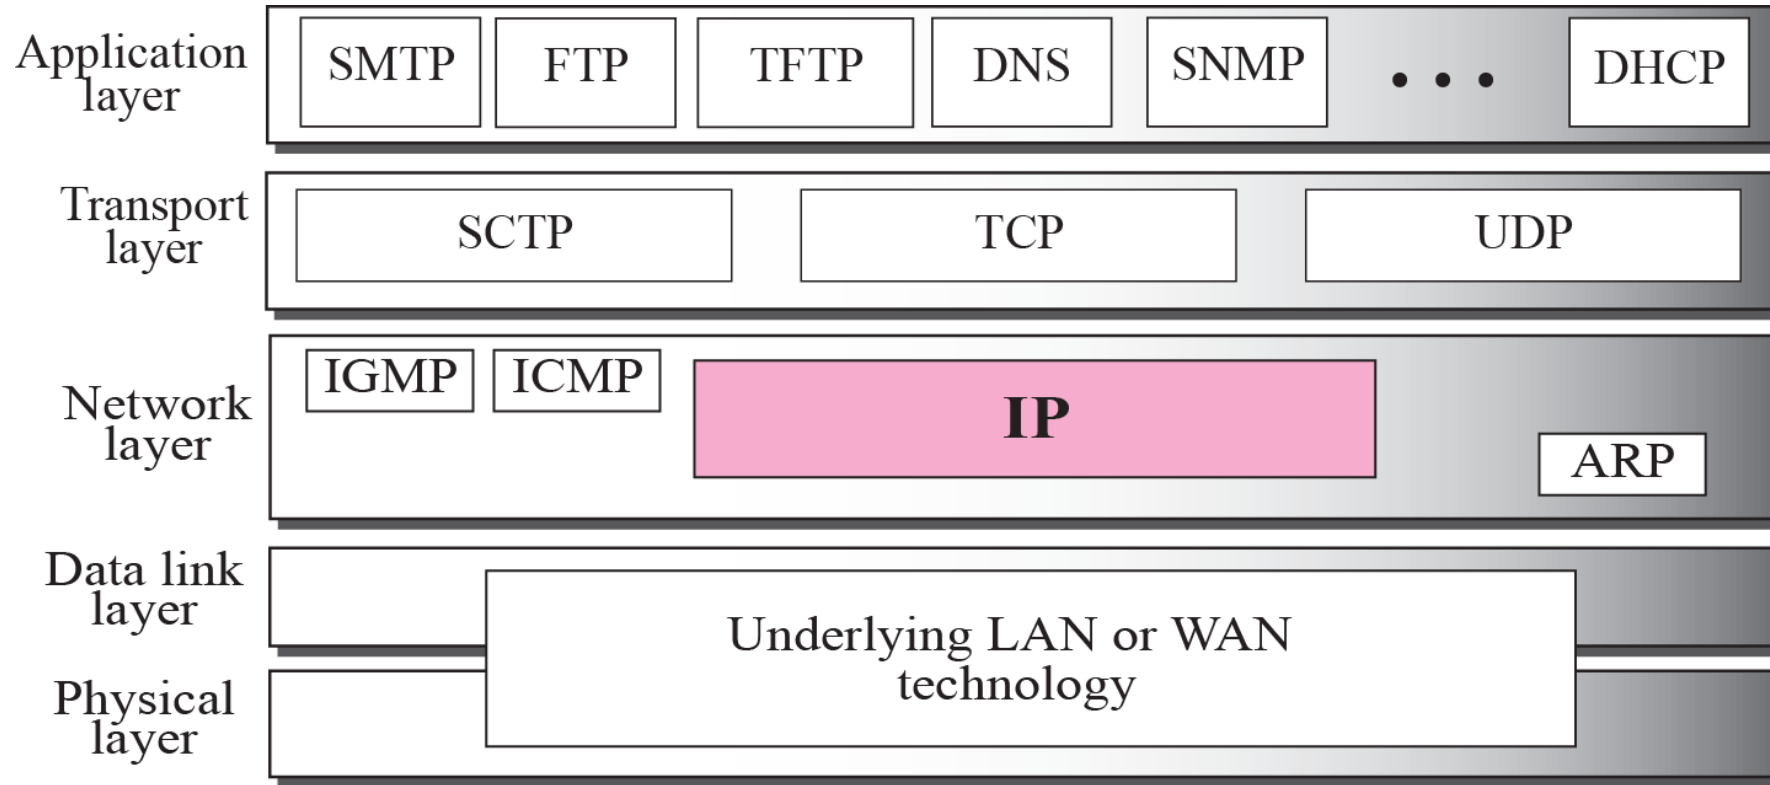 Application
layer
SMTP
FTP
TFTP
DNS
SNMP
• • •
DHCP
Transport
layer
SCTP
TCP
UDP
Network
layer
IGMP
ICMP
IP
ARP
Data link
layer
Physical
layer
Underlying LAN or WAN
technology